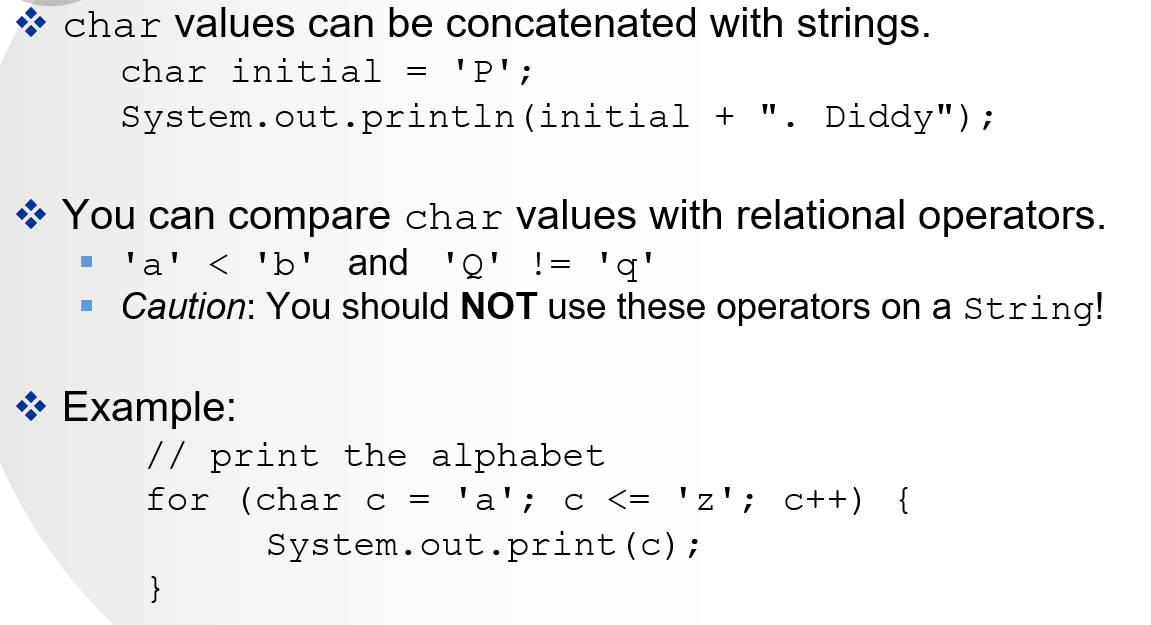 char values can be concatenated with strings.
char initial = 'P';
System.out.println(initial + ". Diddy");
You can compare char values with relational operators.
'a' < 'b' and 'Q' != 'q'
Caution: You should NOT use these operators on a String!
Example:
// print the alphabet
for (char c = 'a'; c <= 'z'; c++) {
System.out.print(c);
}